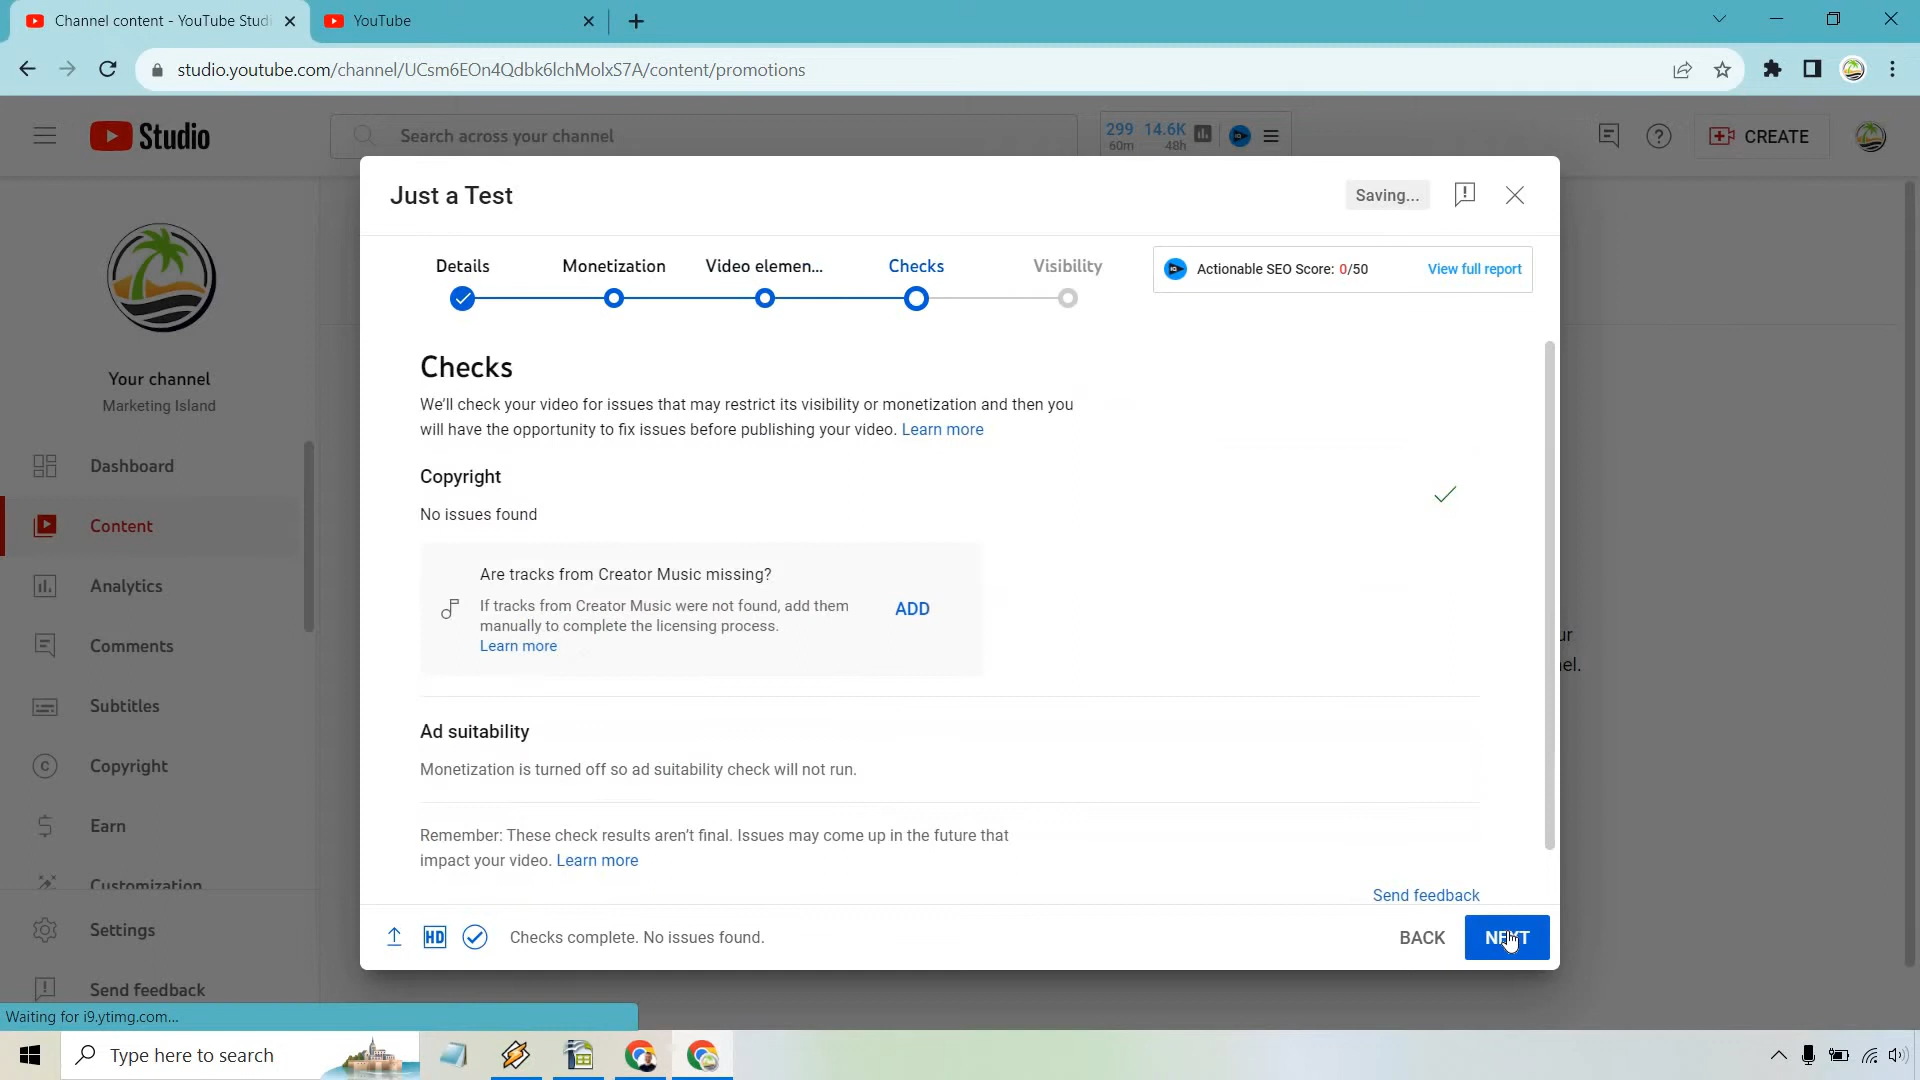 Channel content - YouTube Studi
YouTube
studio.youtube.com/channel/UCsm6EOn4Qdbk6lchMolxS7A/content/promotions
Studio
Search across your channel
299 14.6K
60m 48h
CREATE
Just a Test
Saving...
Details
Monetization
Video elemen...
Checks
Visibility
Actionable SEO Score: 0/50
View full report
Your channel
Marketing Island
Dashboard
Content
Analytics
Comments
Subtitles
Copyright
Earn
Customization
Settings
Send feedback
Checks
We'll check your video for issues that may restrict its visibility or monetization and then you
will have the opportunity to fix issues before publishing your video. Learn more
Copyright
No issues found
Are tracks from Creator Music missing?
If tracks from Creator Music were not found, add them
manually to complete the licensing process.
Learn more
ADD
Ad suitability
Monetization is turned off so ad suitability check will not run.
Remember: These check results aren't final. Issues may come up in the future that
impact your video. Learn more
Send feedback
HD
Checks complete. No issues found.
BACK
NEXT
Waiting for i9.ytimg.com...
Type here to search